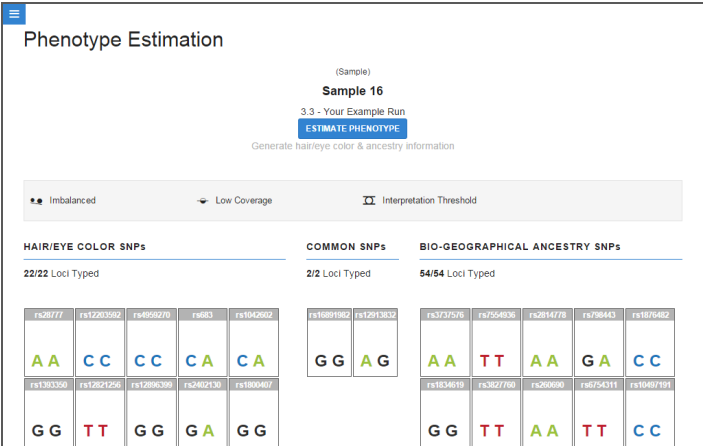 Phenotype Estimation
(Sample)
Sample 16
3.3 - Your Example Run
ESTIMATE PHENOTYPE
Generate hair/eye color & ancestry information
Imbalanced Low Coverage Interpretation Threshold
HAIR/EYE COLOR SNPs COMMON SNPs BIO-GEOGRAPHICAL ANCESTRY SNPs
22/22 Loci Typed 2/2 Loci Typed 54/54 Loci Typed
rs28777 rs12203592 rs4959270 rs683 rs1042602 rs16891982 rs12913832 rs3737576 rs7554936 rs2814778 rs798443 rs1876482
A A C C C C C A C A G G A G A A T T A A G A C C
rs1393350 rs12821256 rs12896399 rs2402130 rs1800407 rs1834619 rs3827760 rs260690 rs6754311 rs10497191
G G T T G G G A G G G G T T A A T T C C